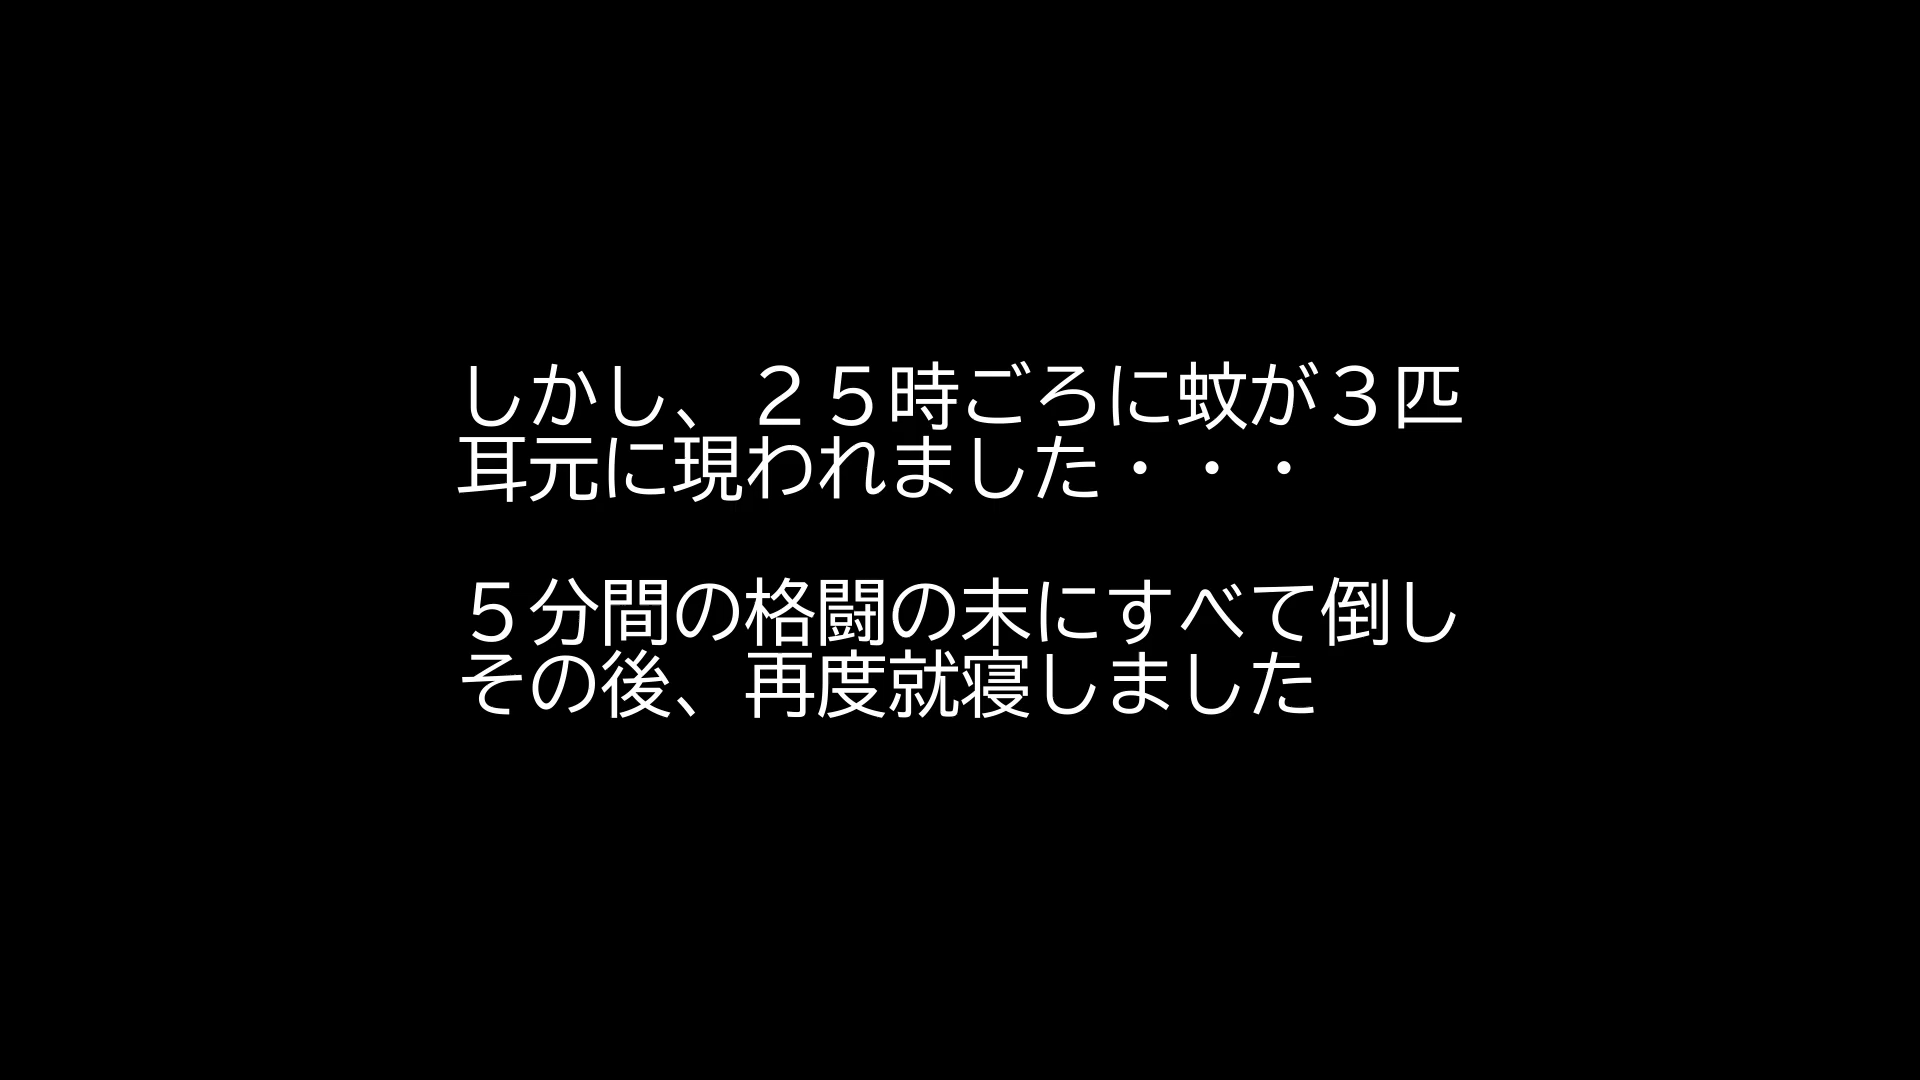 しかし、２５時ごろに蚊が３匹
耳元に現われました・・・
５分間の格闘の末にすべて倒し
その後、再度就寝しました